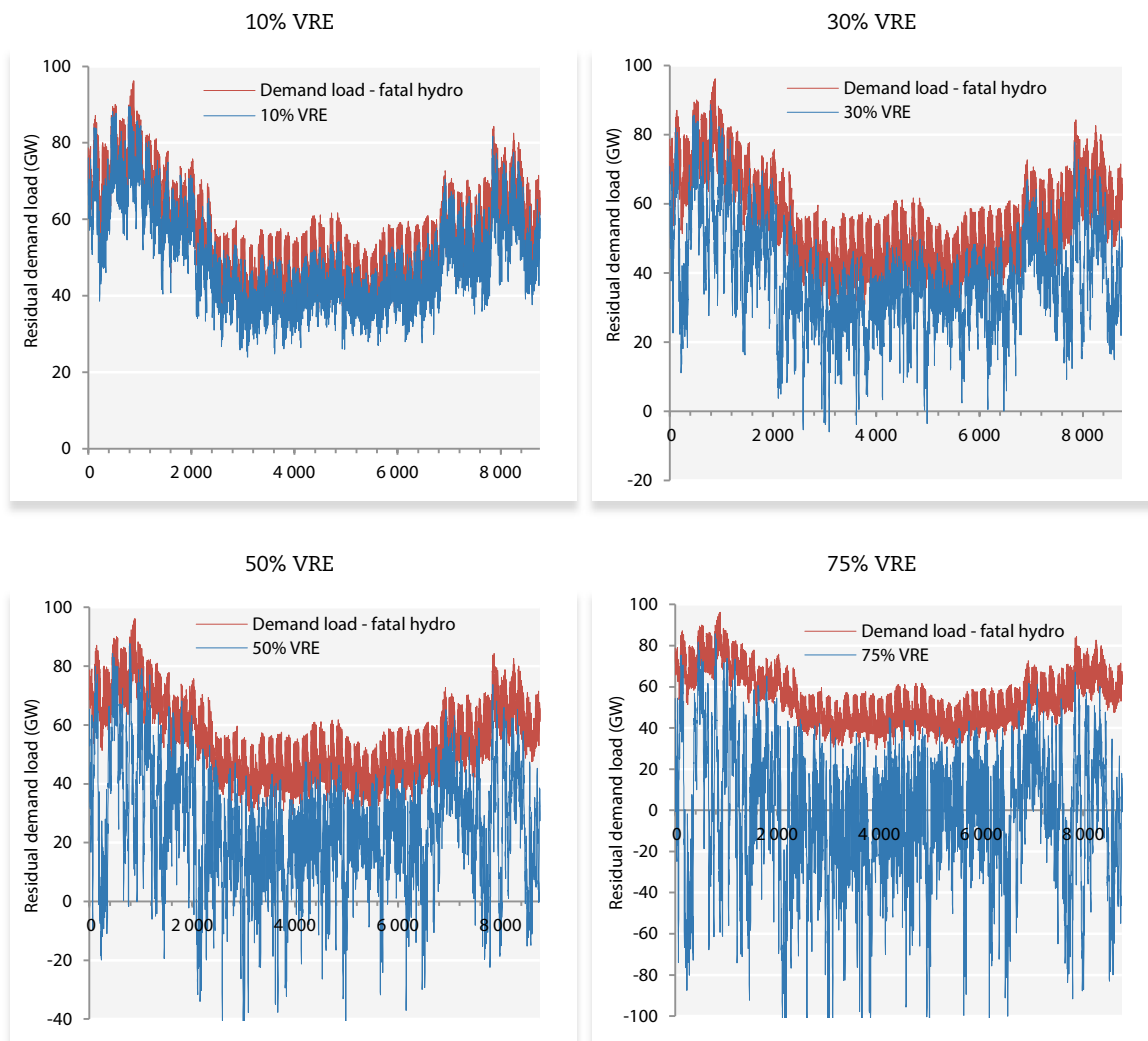 10% VRE
Residual demand load (GW)
100
80
60
40
20
0
Demand load - fatal hydro
10% VRE
0 2 000 4 000 6 000 8 000
30% VRE
Residual demand load (GW)
100
80
60
40
20
0
-20
Demand load - fatal hydro
30% VRE
0 2 000 4 000 6 000 8 000
50% VRE
Residual demand load (GW)
100
80
60
40
20
0
-20
-40
Demand load - fatal hydro
50% VRE
0 2 000 4 000 6 000 8 000
75% VRE
Residual demand load (GW)
100
80
60
40
20
0
-20
-40
-60
-80
-100
Demand load - fatal hydro
75% VRE
0 2 000 4 000 6 000 8 000